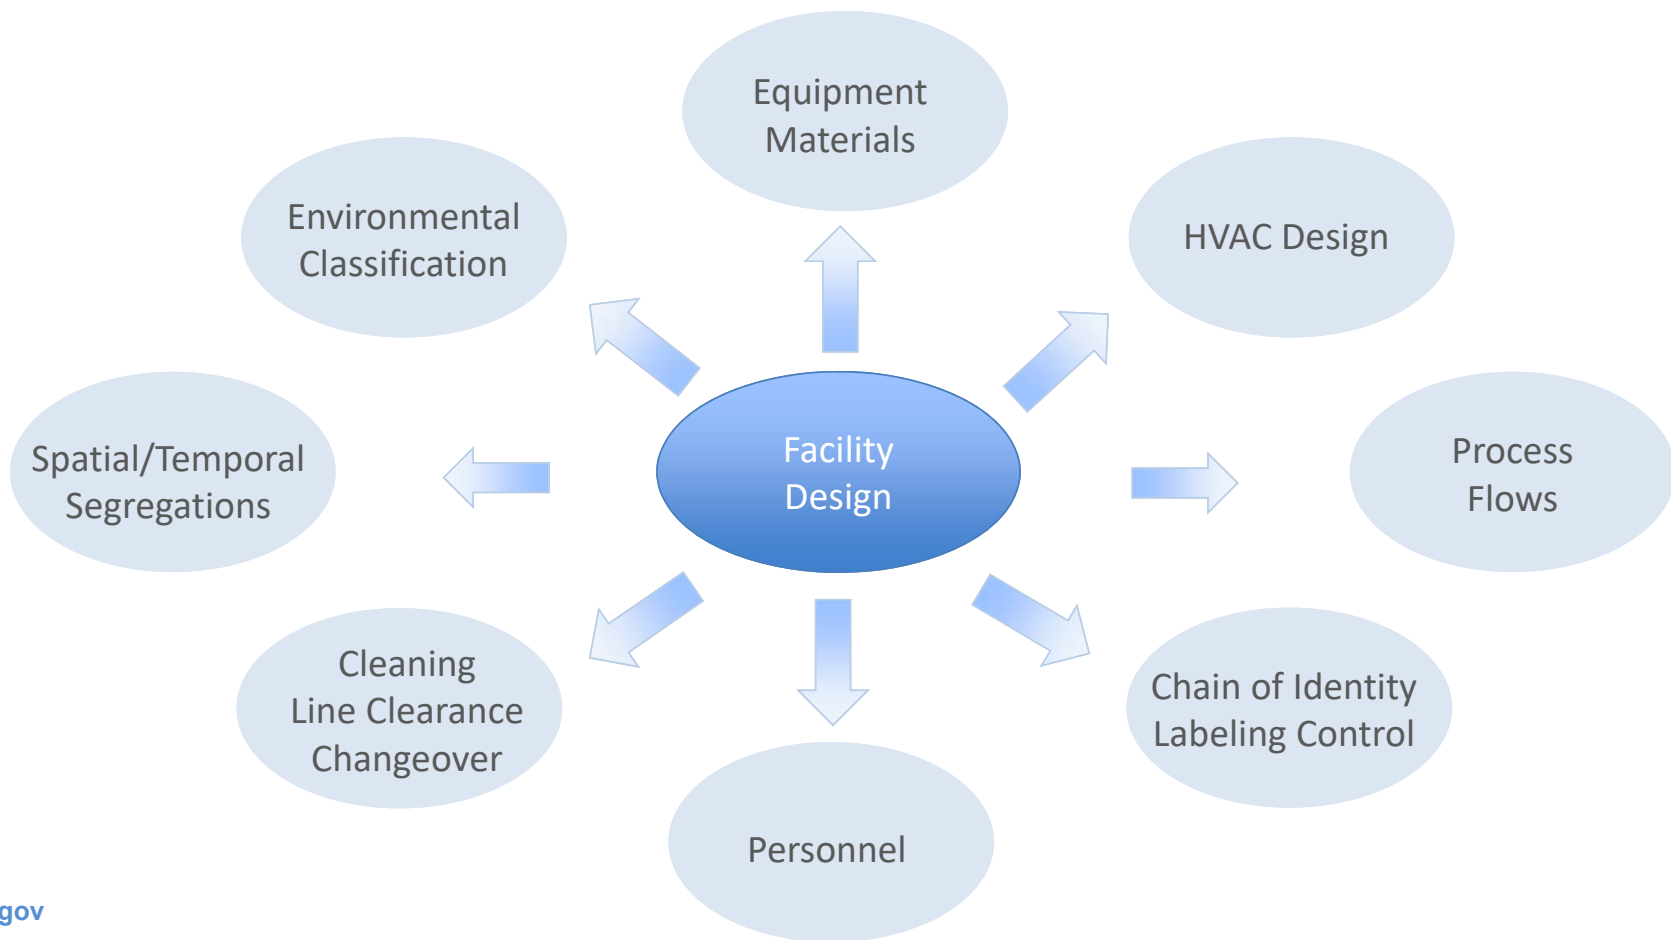 Equipment
Materials
Environmental
Classification
HVAC Design
Spatial/Temporal
Segregations
Facility
Design
Process
Flows
Cleaning
Line Clearance
Changeover
Chain of Identity
Labeling Control
Personnel
gov